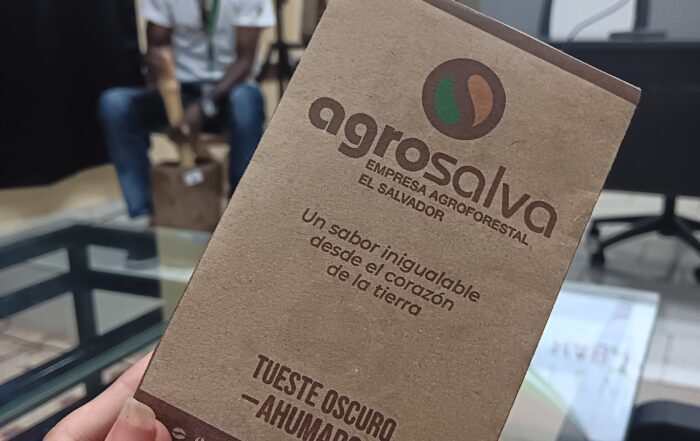 agrosalva
EMPRESA AGROFORESTAL
EL SALVADOR
Un sabor inigualable
desde el corazón
de la tierra
TUESTE OSCURO